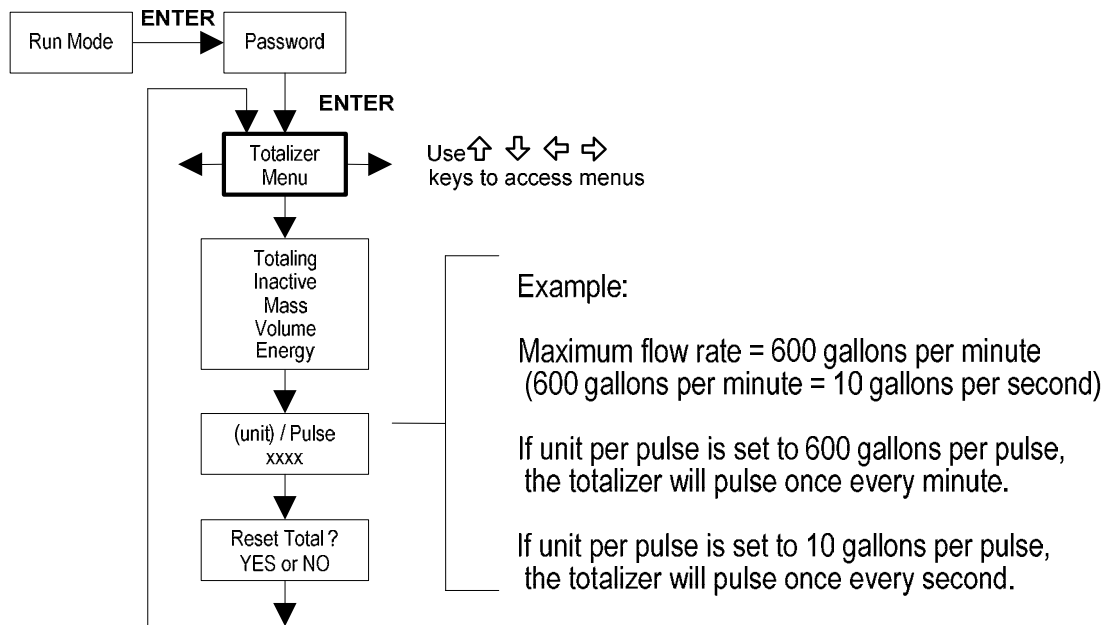 Run Mode
ENTER
Password
ENTER
Totalizer
Menu
Use
keys to access menus
Totaling
Inactive
Mass
Volume
Energy
(unit) / Pulse
xxxx
Reset Total ?
YES or NO
Example:
Maximum flow rate = 600 gallons per minute
(600 gallons per minute = 10 gallons per second)
If unit per pulse is set to 600 gallons per pulse,
the totalizer will pulse once every minute.
If unit per pulse is set to 10 gallons per pulse,
the totalizer will pulse once every second.